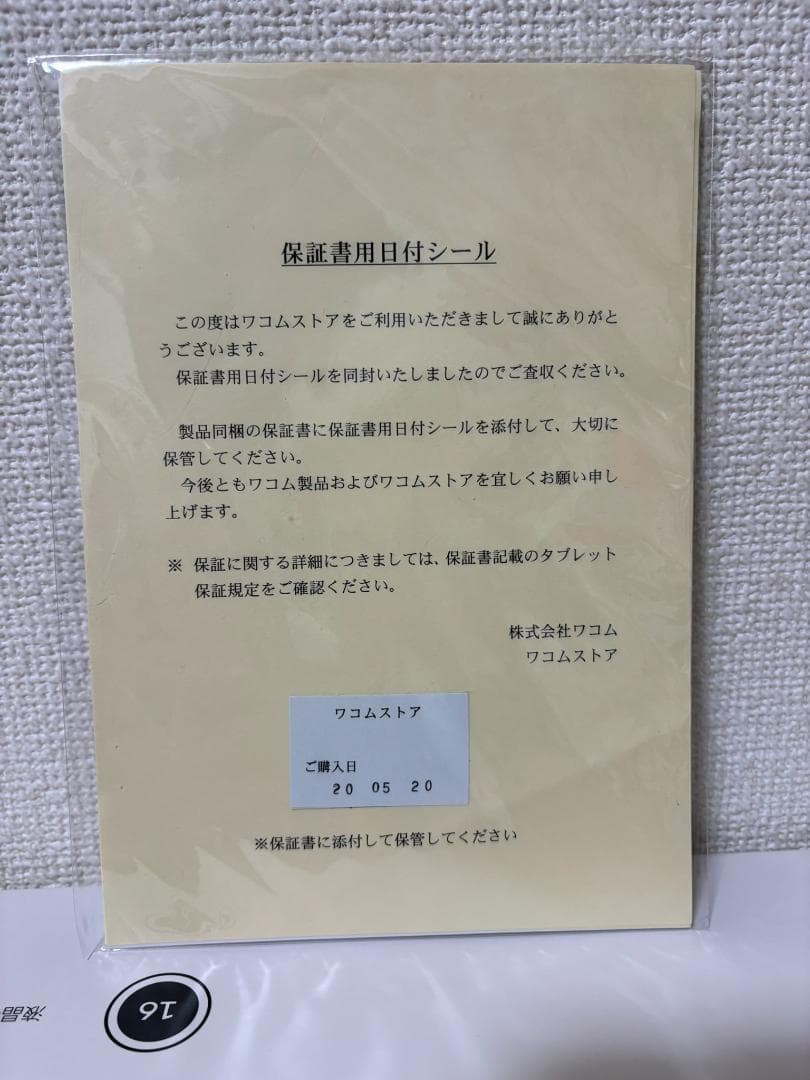 保証書用日付シール
この度はワコムストアをご利用いただきまして誠にありがと
うございます。
保証書用日付シールを同封いたしましたのでご査収ください。
製品同梱の保証書に保証書用日付シールを添付して、大切に
保管してください。
今後ともワコム製品およびワコムストアを宜しくお願い申し
上げます。
※ 保証に関する詳細につきましては、保証書記載のタブレット
保証規定をご確認ください。
株式会社ワコム
ワコムストア
ワコムストア
ご購入日
20 05 20
※保証書に添付して保管してください
16
液晶